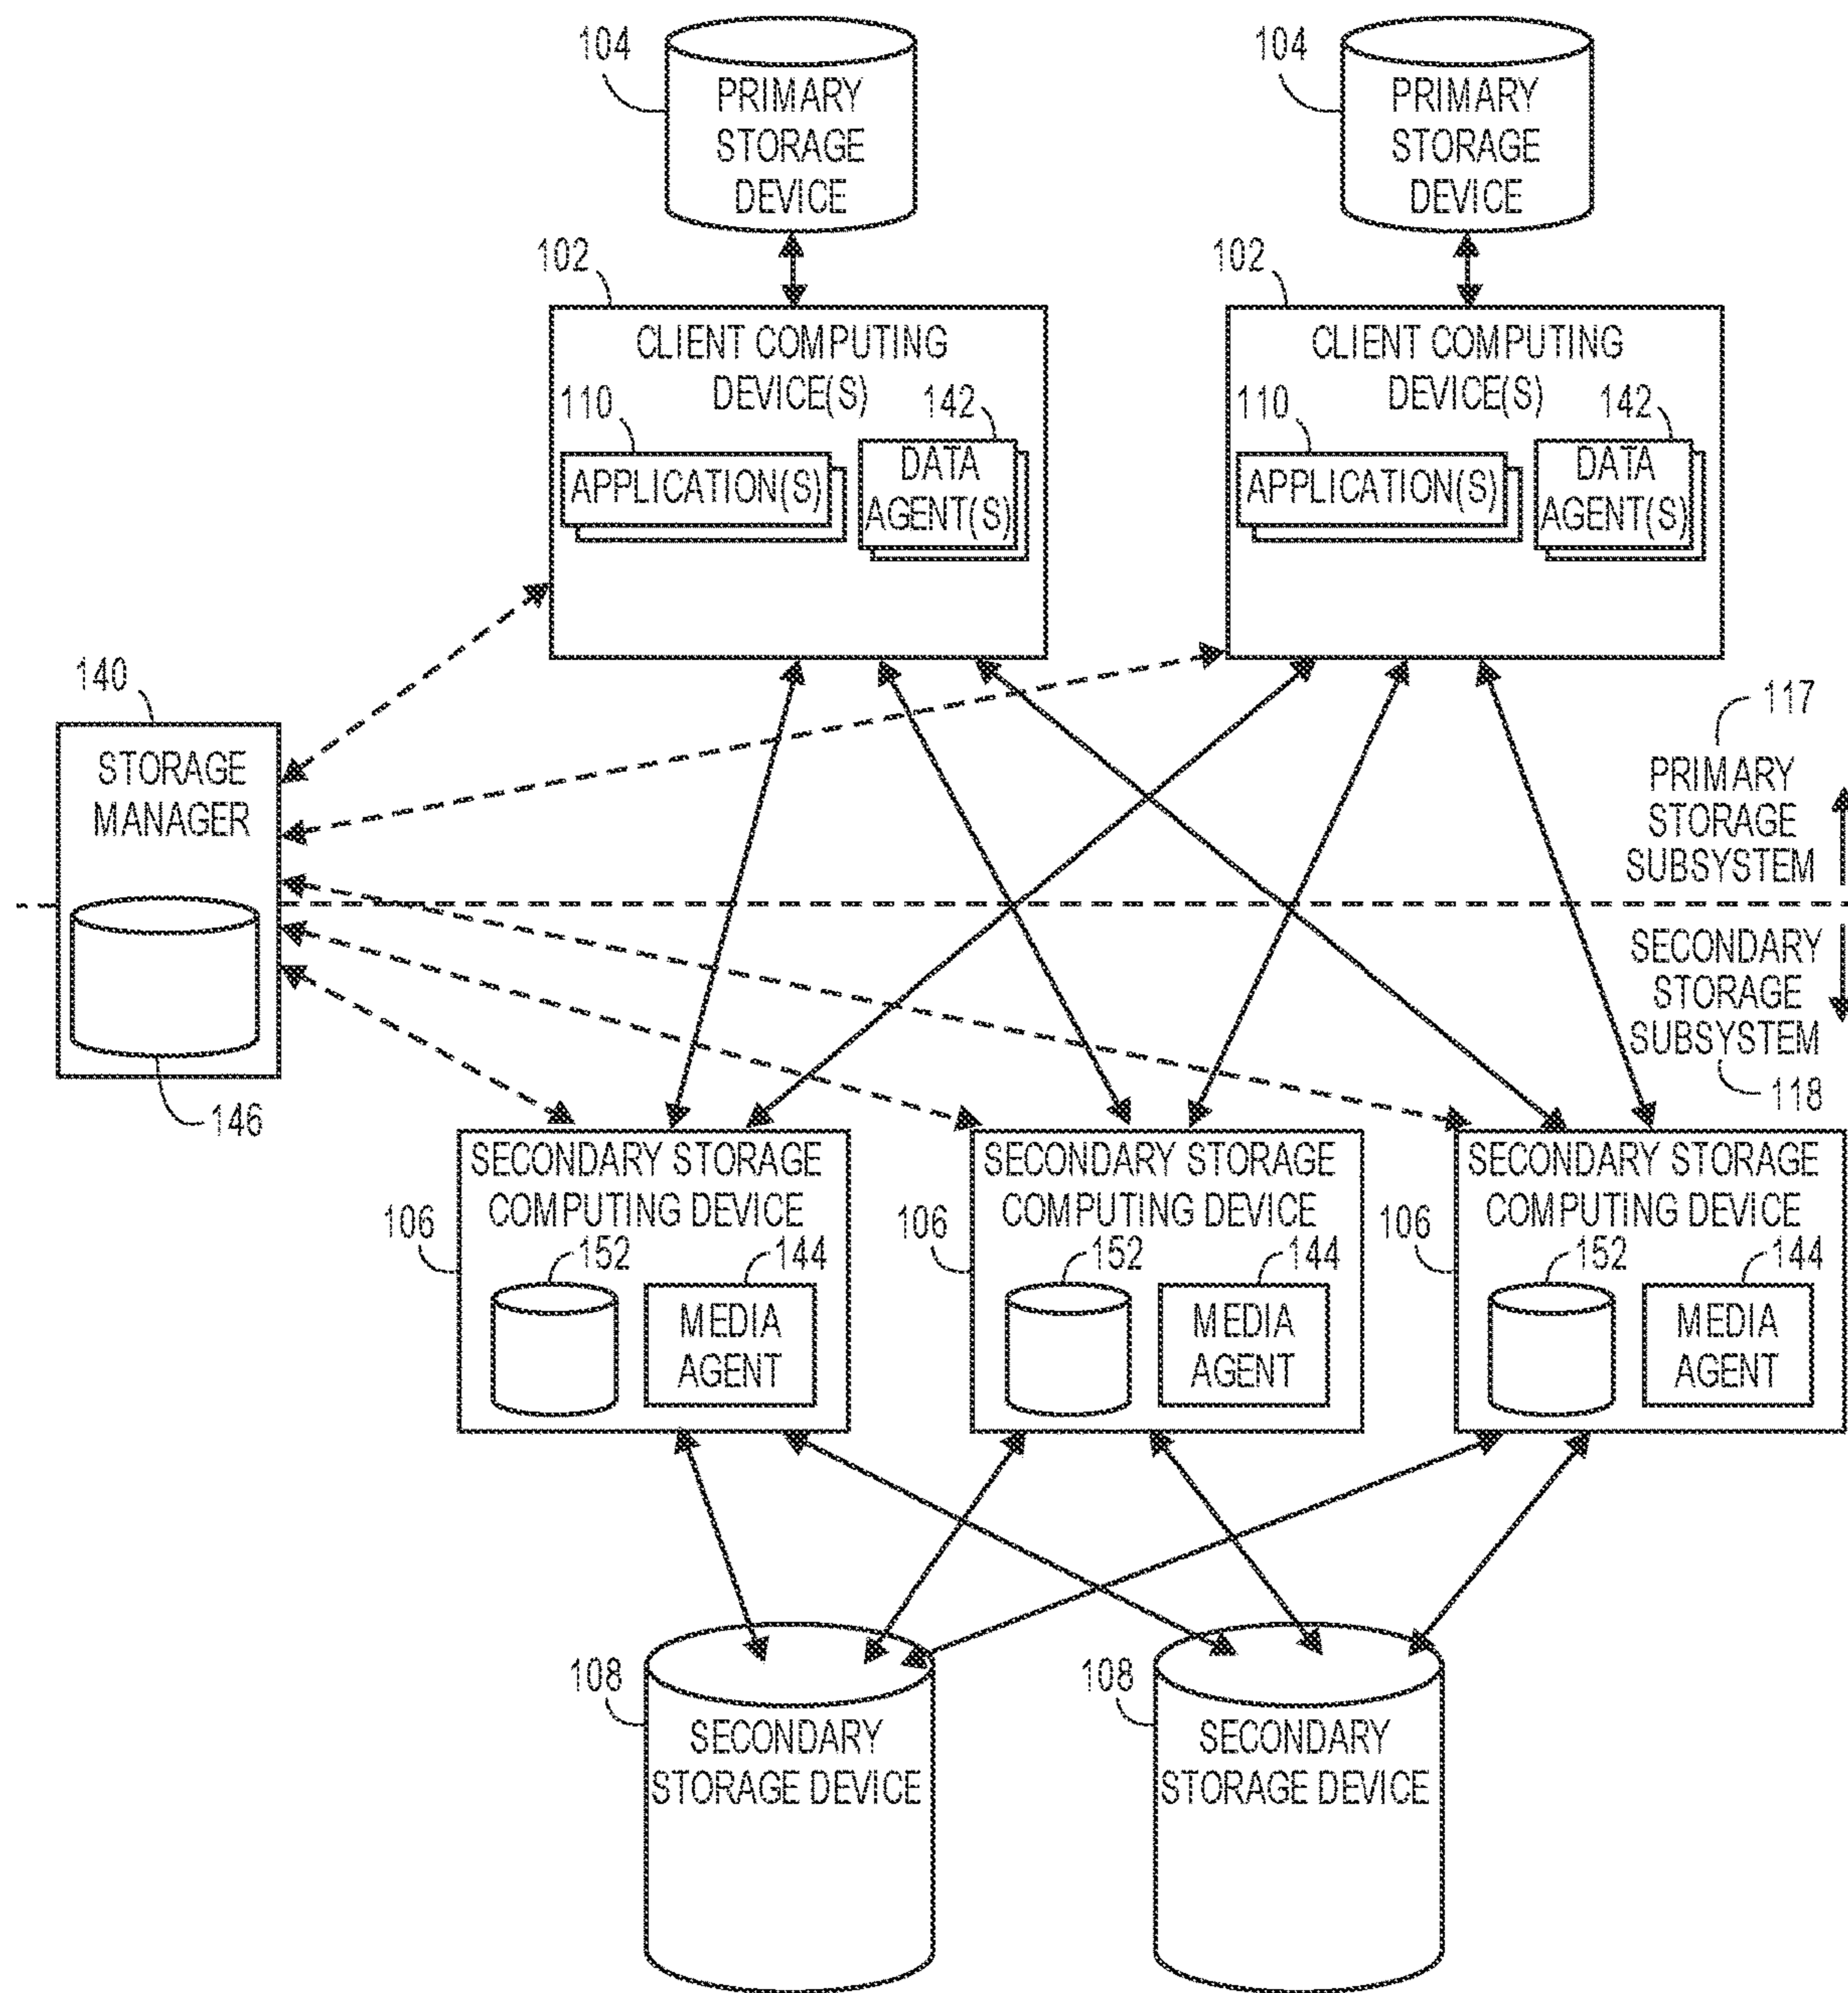 104
PRIMARY
STORAGE
DEVICE
104
PRIMARY
STORAGE
DEVICE
102
CLIENT COMPUTING
DEVICE(S)
110
142
APPLICATION(S)
DATA
AGENT(S)
102
CLIENT COMPUTING
DEVICE(S)
110
142
APPLICATION(S)
DATA
AGENT(S)
140
STORAGE
MANAGER
146
117
PRIMARY
STORAGE
SUBSYSTEM
SECONDARY
STORAGE
SUBSYSTEM
118
SECONDARY STORAGE
COMPUTING DEVICE
106
152
144
MEDIA
AGENT
SECONDARY STORAGE
COMPUTING DEVICE
106
152
144
MEDIA
AGENT
SECONDARY STORAGE
COMPUTING DEVICE
106
152
144
MEDIA
AGENT
108
SECONDARY
STORAGE DEVICE
108
SECONDARY
STORAGE DEVICE